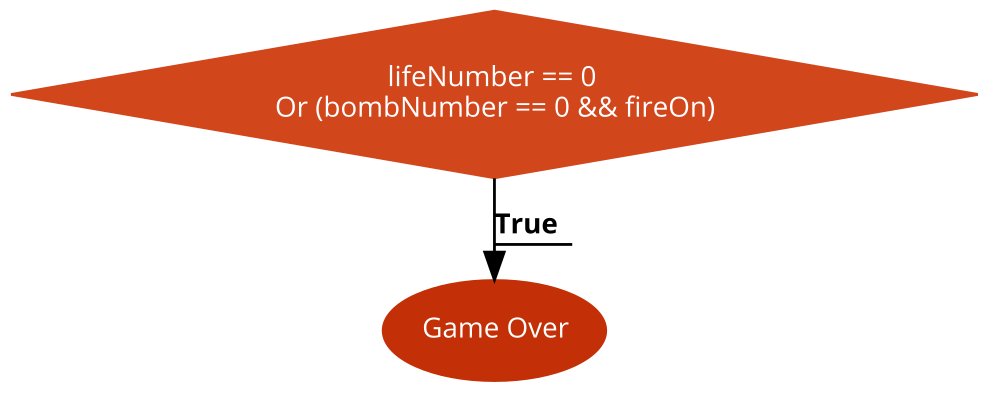 lifeNumber == 0
Or (bombNumber == 0 && fireOn)
True
Game Over